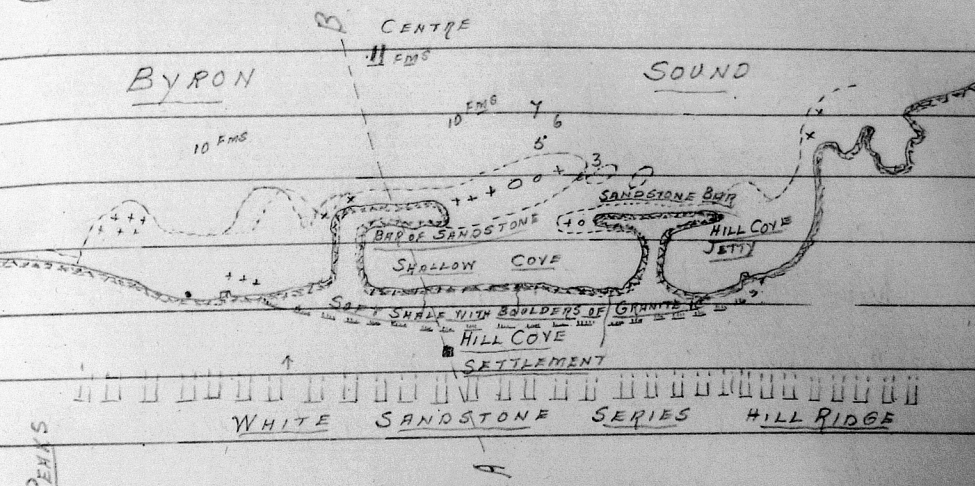 B
CENTRE
11 FMS
BYRON
SOUND
10 FMS
7
6
5
10 FMS
3
SANDSTONE BAR
BAR OF SANDSTONE
HILL COVE
JETTY
SHALLOW COVE
SOFT SHALE WITH BOULDERS OF GRANITE
HILL COVE
SETTLEMENT
WHITE SANDSTONE SERIES HILL RIDGE
PEAKS
A